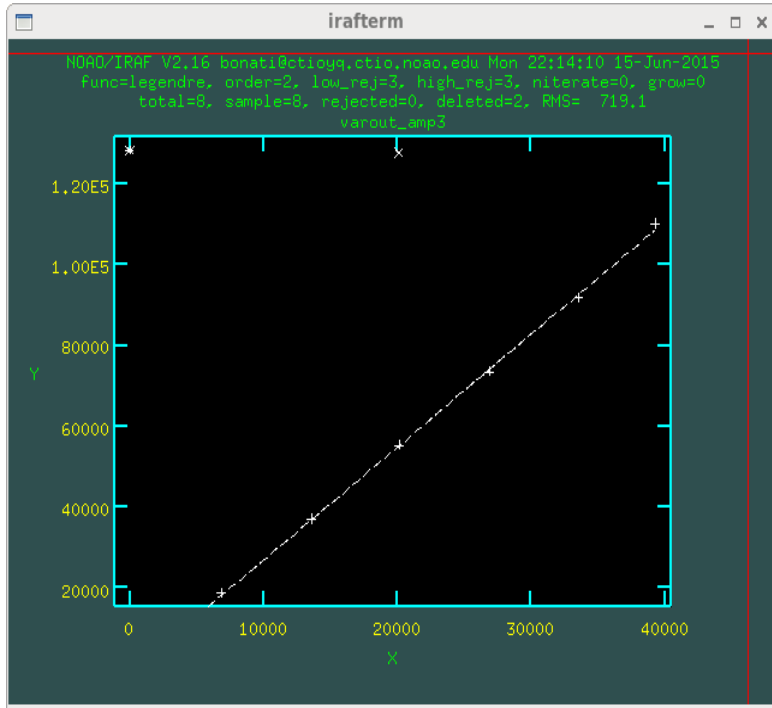 irafterm
NOAO/IRAF V2.16 bonati@ctioyq.ctio.noao.edu Mon 22:14:10 15-Jun-2015
func=legendre, order=2, low_rej=3, high_rej=3, niterate=0, grow=0
total=8, sample=8, rejected=0, deleted=2, RMS= 719.1
varout_amp3
1.20E5
1.00E5
80000
Y
60000
40000
20000
0 10000 20000 30000 40000
X